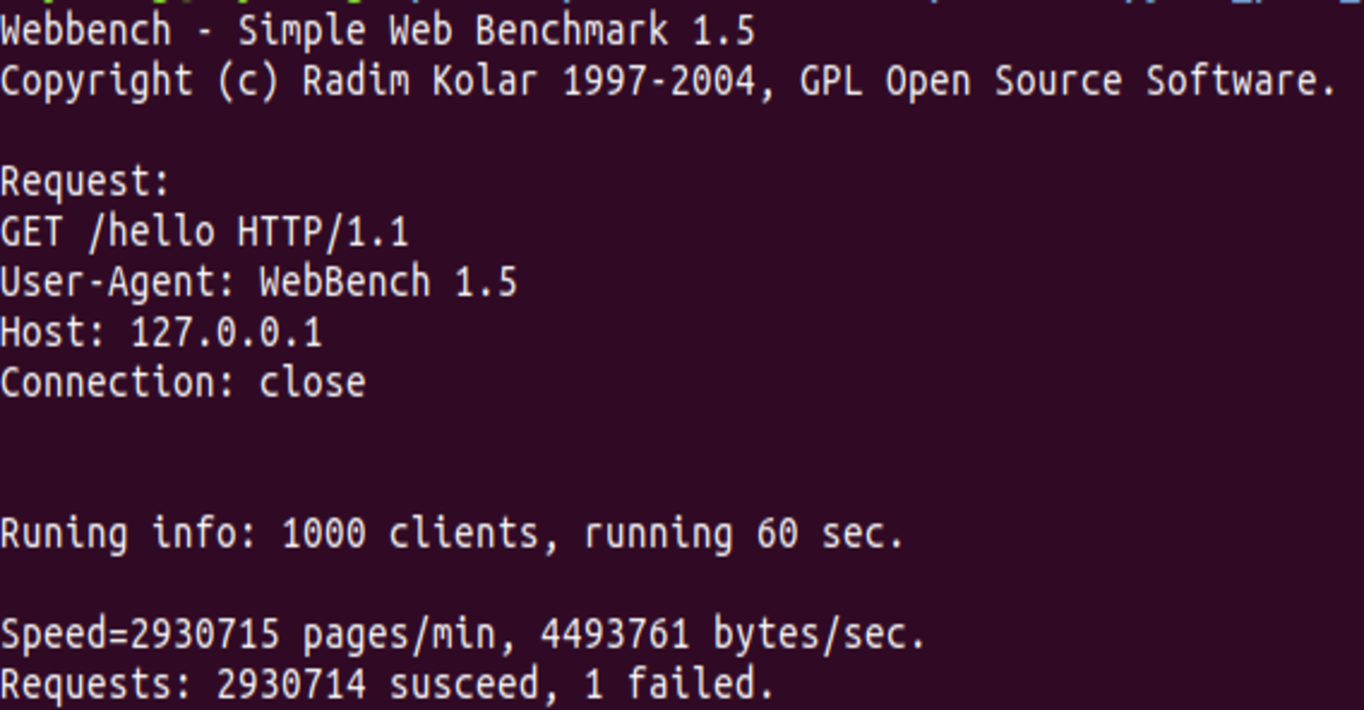 Webbench - Simple Web Benchmark 1.5
Copyright (c) Radim Kolar 1997-2004, GPL Open Source Software.
Request:
GET /hello HTTP/1.1
User-Agent: WebBench 1.5
Host: 127.0.0.1
Connection: close
Runing info: 1000 clients, running 60 sec.
Speed=2930715 pages/min, 4493761 bytes/sec.
Requests: 2930714 susceed, 1 failed.